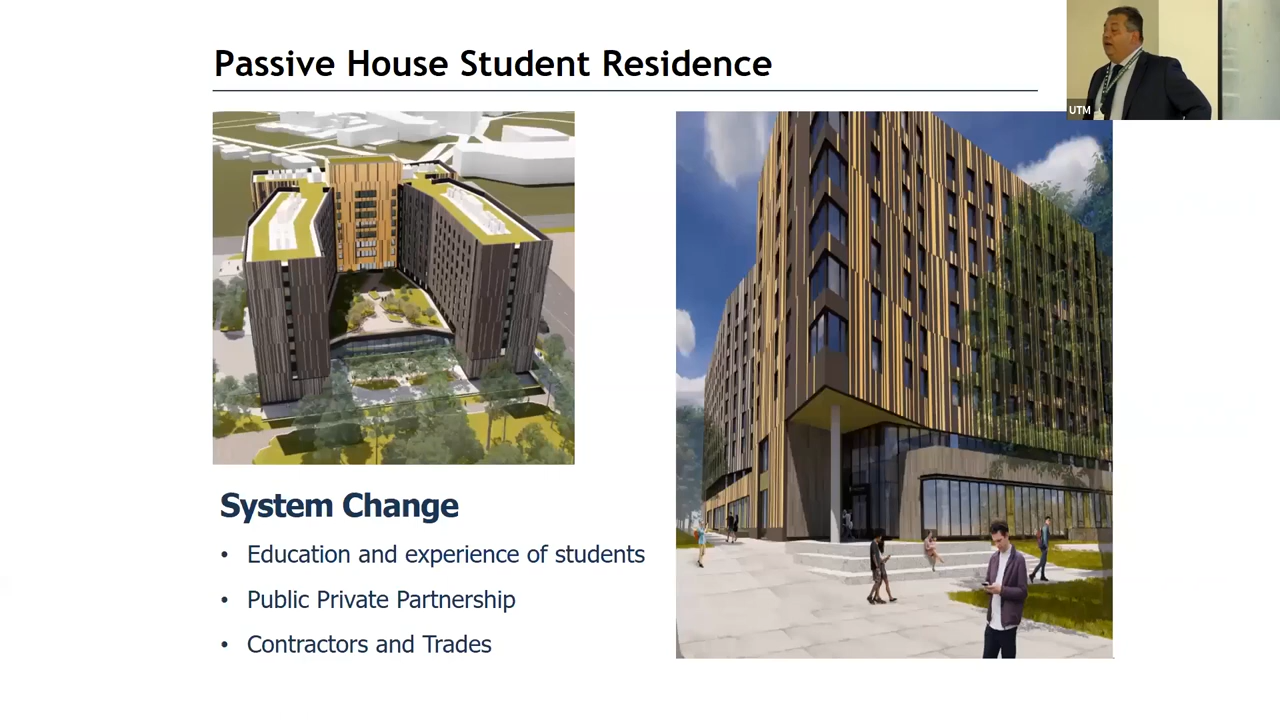 Passive House Student Residence
UTM
System Change
• Education and experience of students
• Public Private Partnership
• Contractors and Trades